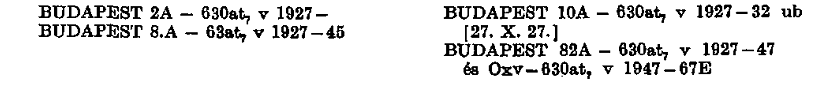 BUDAPEST 2A – 630at, v 1927–
BUDAPEST 8.A – 63at, v 1927–45
BUDAPEST 10A – 630at, v 1927–32 ub
[27. X. 27.]
BUDAPEST 82A – 630at, v 1927–47
és Oxv–630at, v 1947–67E